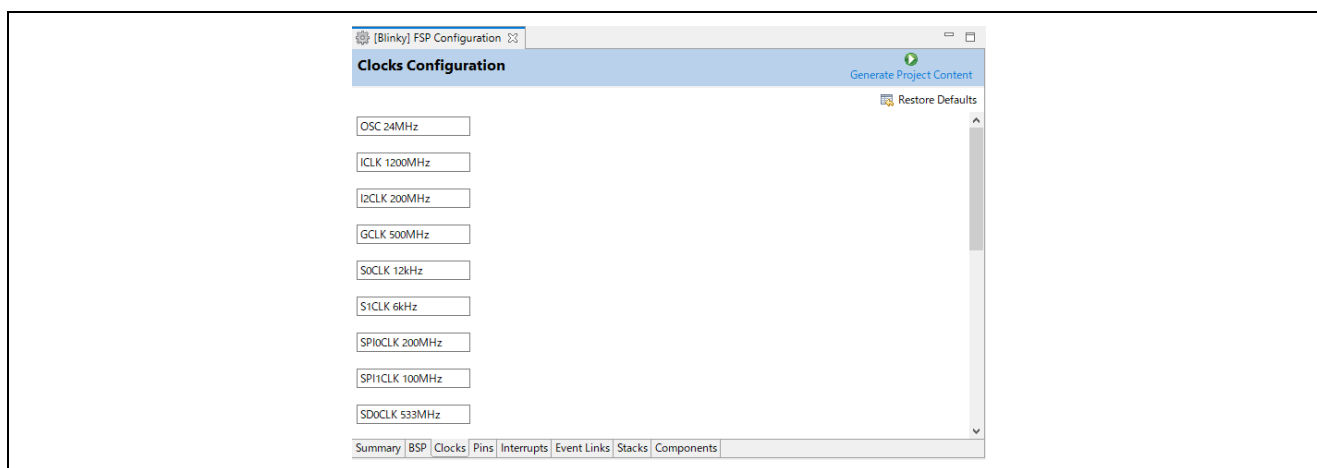 [Blinky] FSP Configuration
Clocks Configuration
Generate Project Content
Restore Defaults
OSC 24MHz
ICLK 1200MHz
I2CLK 200MHz
GCLK 500MHz
S0CLK 12kHz
S1CLK 6kHz
SPI0CLK 200MHz
SPI1CLK 100MHz
SD0CLK 533MHz
Summary BSP Clocks Pins Interrupts Event Links Stacks Components